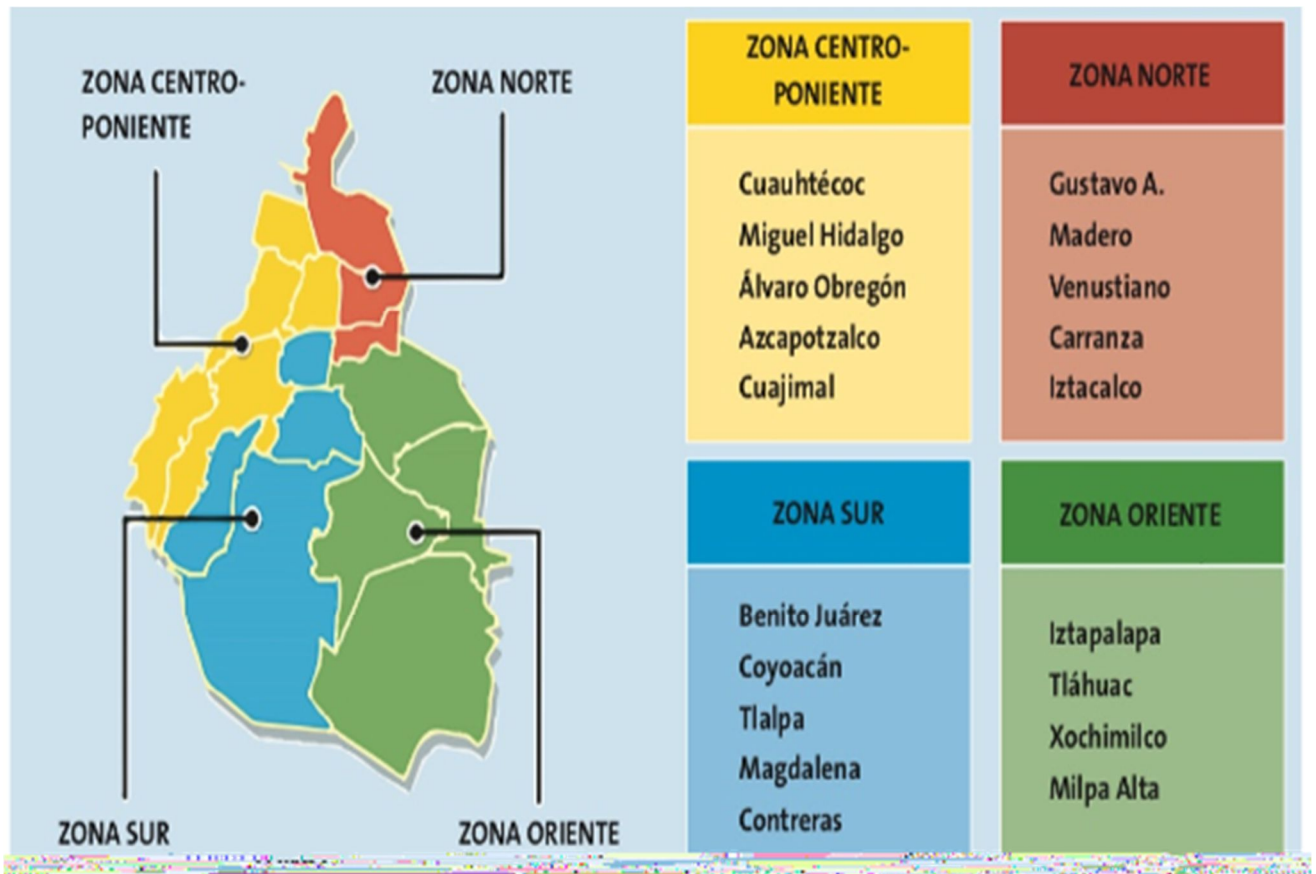 ZONA CENTRO-
PONIENTE
ZONA NORTE
ZONA SUR
ZONA ORIENTE
ZONA CENTRO-
PONIENTE
Cuauhtécoc
Miguel Hidalgo
Álvaro Obregón
Azcapotzalco
Cuajimal
ZONA NORTE
Gustavo A.
Madero
Venustiano
Carranza
Iztacalco
ZONA SUR
Benito Juárez
Coyoacán
Tlalpa
Magdalena
Contreras
ZONA ORIENTE
Iztapalapa
Tláhuac
Xochimilco
Milpa Alta